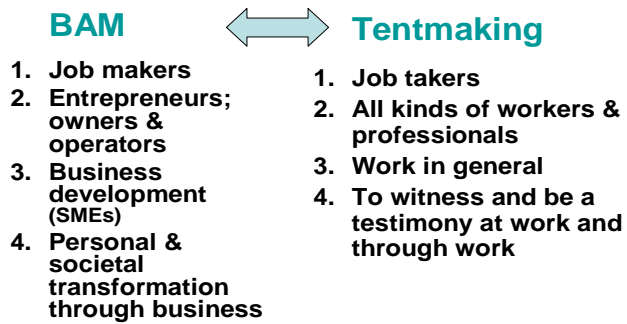 BAM
1. Job makers
2. Entrepreneurs;
owners &
operators
3. Business
development
(SMEs)
4. Personal &
societal
transformation
through business
Tentmaking
1. Job takers
2. All kinds of workers &
professionals
3. Work in general
4. To witness and be a
testimony at work and
through work